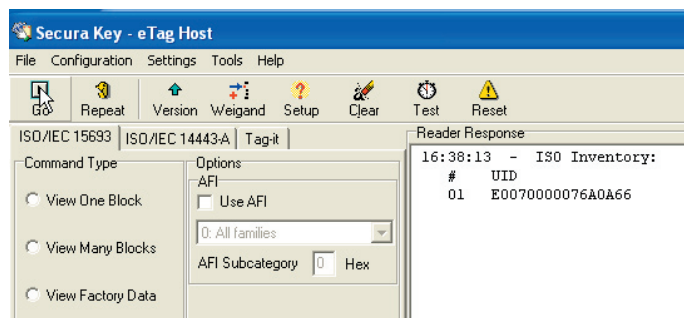 Secura Key - eTag Host
File Configuration Settings Tools Help
Go Repeat Version Weigand Setup Clear Test Reset
ISO/IEC 15693 ISO/IEC 14443-A Tag-it
Reader Response
Command Type
Options
AFI
16:38:13 - ISO Inventory:
# UID
01 E0070000076A0A66
View One Block
Use AFI
0: All families
View Many Blocks
AFI Subcategory 0 Hex
View Factory Data